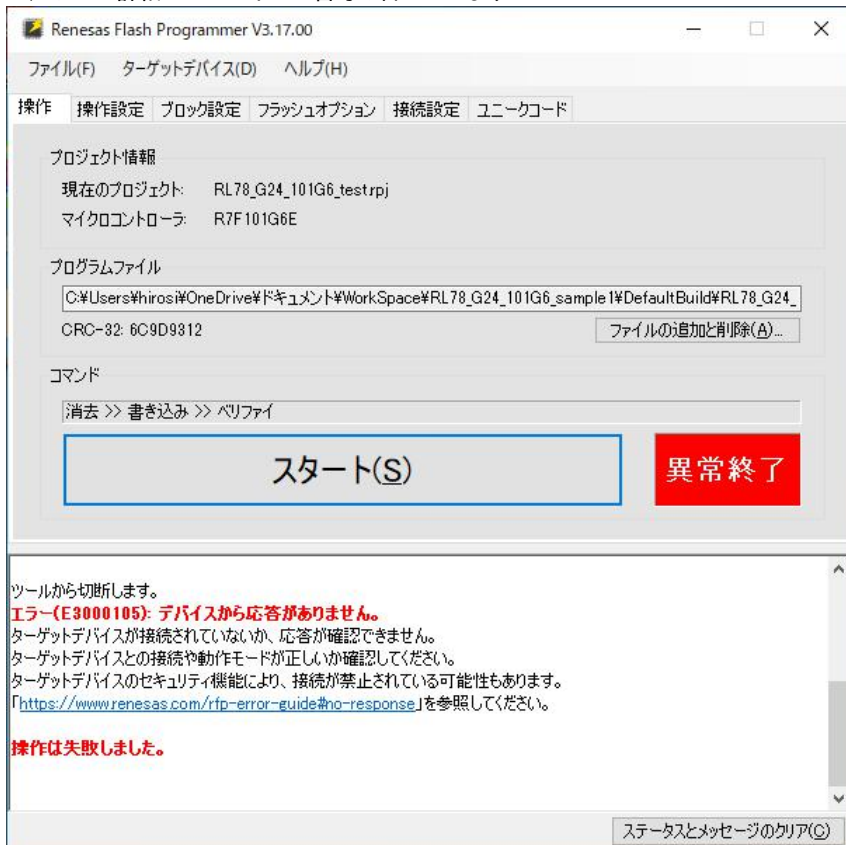 Renesas Flash Programmer V3.17.00
ファイル(F) ターゲットデバイス(D) ヘルプ(H)
操作 操作設定 ブロック設定 フラッシュオプション 接続設定 ユニークコード
プロジェクト情報
現在のプロジェクト: RL78_G24_101G6_test.rpj
マイクロコントローラ: R7F101G6E
プログラムファイル
C:¥Users¥hirosi¥OneDrive¥ドキュメント¥WorkSpace¥RL78_G24_101G6_sample1¥DefaultBuild¥RL78_G24_
CRC-32: 6C9D9312 ファイルの追加と削除(A)...
コマンド
消去 >> 書き込み >> ベリファイ
スタート(S) 異常終了
ツールから切断します。
エラー(E3000105): デバイスから応答がありません。
ターゲットデバイスが接続されていないか、応答が確認できません。
ターゲットデバイスとの接続や動作モードが正しいか確認してください。
ターゲットデバイスのセキュリティ機能により、接続が禁止されている可能性もあります。
「https://www.renesas.com/rfp-error-guide#no-response」を参照してください。
操作は失敗しました。
ステータスとメッセージのクリア(C)